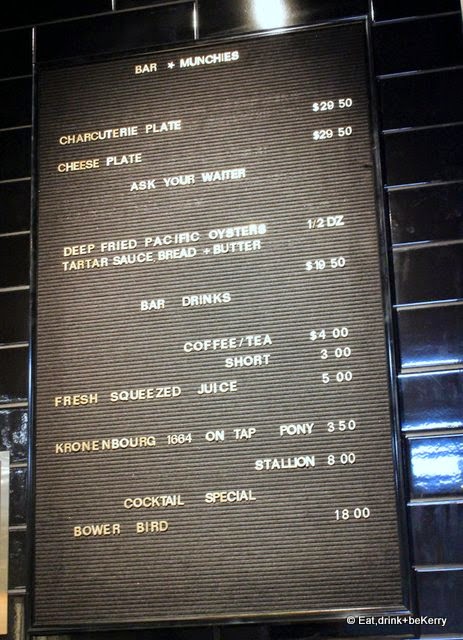 BAR * MUNCHIES
CHARCUTERIE PLATE $29 50
CHEESE PLATE $29 50
ASK YOUR WAITER
DEEP FRIED PACIFIC OYSTERS 1/2 DZ
TARTAR SAUCE, BREAD + BUTTER
$19 50
BAR DRINKS
COFFEE/TEA $4 00
SHORT 3 00
FRESH SQUEEZED JUICE 5 00
KRONENBOURG 1664 ON TAP PONY 3 50
STALLION 8 00
COCKTAIL SPECIAL
BOWER BIRD 18 00
© Eat,drink+beKerry